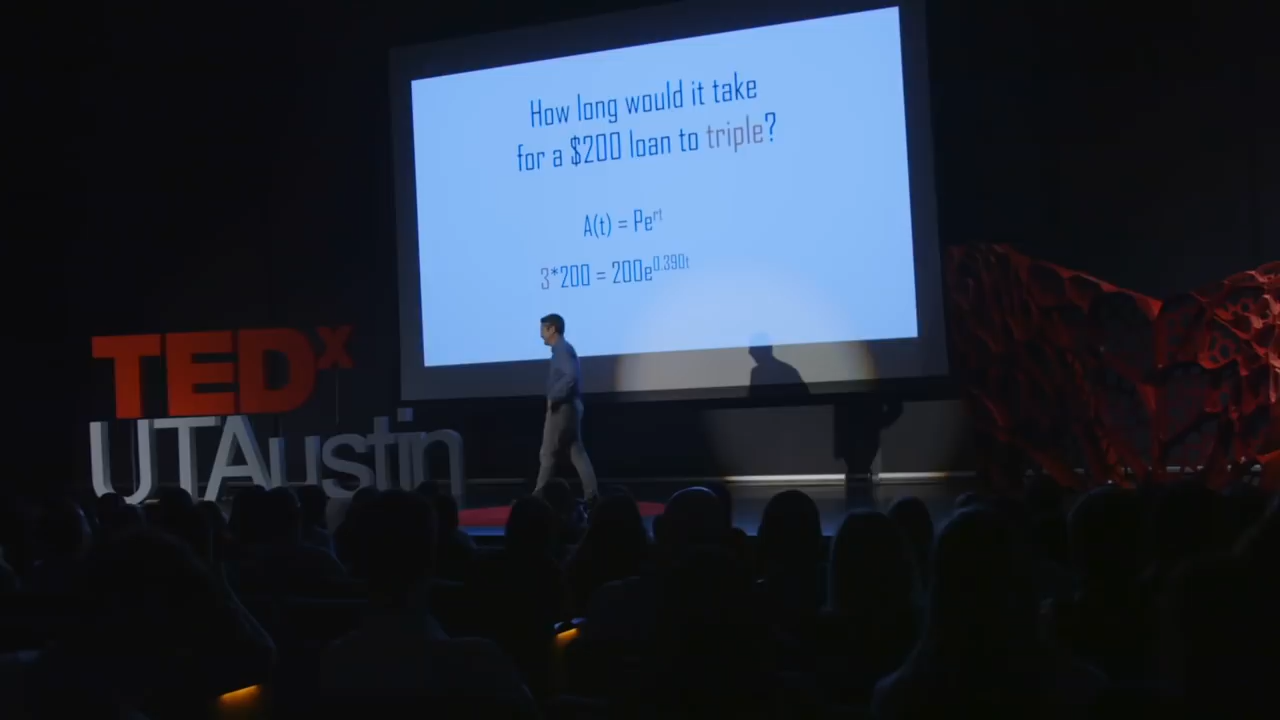 How long would it take
for a $200 loan to triple?
A(t) = Pe^rt
3*200 = 200e^0.390t
TEDx
UTAustin